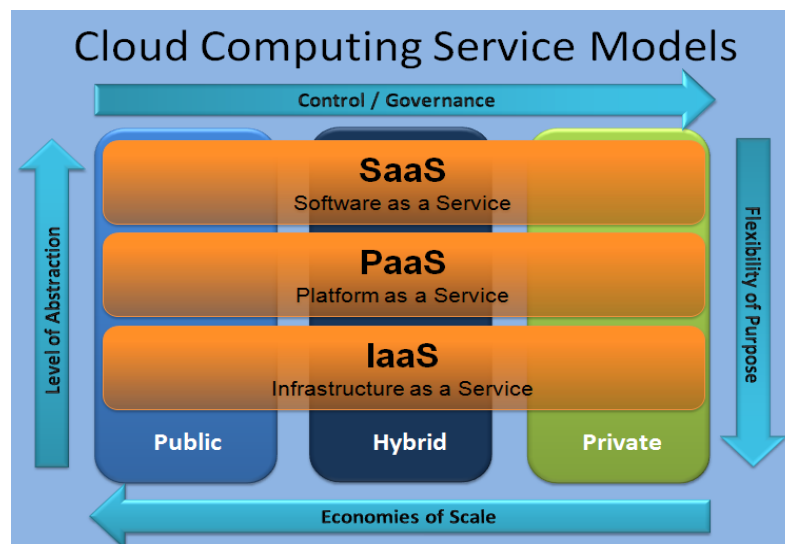 Cloud Computing Service Models
Control / Governance
Level of Abstraction
SaaS
Software as a Service
PaaS
Platform as a Service
IaaS
Infrastructure as a Service
Flexibility of Purpose
Public
Hybrid
Private
Economies of Scale